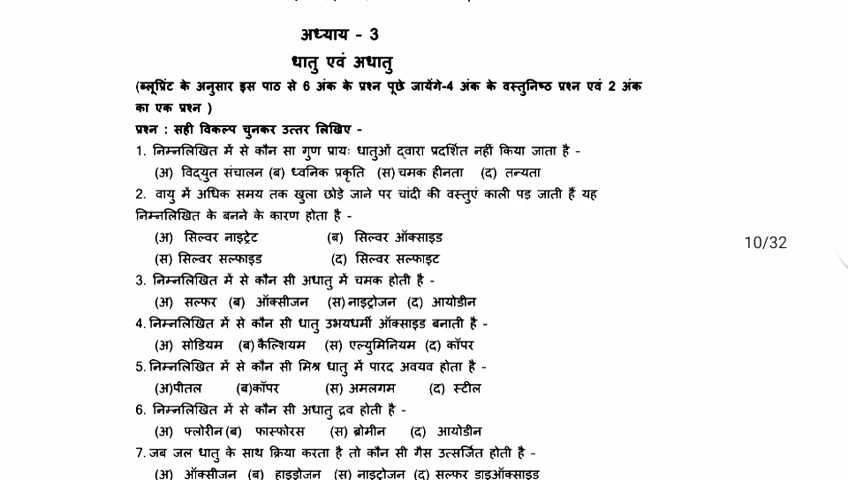 अध्याय - 3
धातु एवं अधातु
(ब्लूप्रिंट के अनुसार इस पाठ से 6 अंक के प्रश्न पूछे जायेंगे-4 अंक के वस्तुनिष्ठ प्रश्न एवं 2 अंक
का एक प्रश्न )
प्रश्न : सही विकल्प चुनकर उत्तर लिखिए -
1. निम्नलिखित में से कौन सा गुण प्रायः धातुओं द्वारा प्रदर्शित नहीं किया जाता है -
(अ) विद्युत संचालन (ब) ध्वनिक प्रकृति (स) चमक हीनता (द) तन्यता
2. वायु में अधिक समय तक खुला छोड़े जाने पर चांदी की वस्तुएं काली पड़ जाती हैं यह
निम्नलिखित के बनने के कारण होता है -
(अ) सिल्वर नाइट्रेट (ब) सिल्वर ऑक्साइड
(स) सिल्वर सल्फाइड (द) सिल्वर सल्फाइट
10/32
3. निम्नलिखित में से कौन सी अधातु में चमक होती है -
(अ) सल्फर (ब) ऑक्सीजन (स) नाइट्रोजन (द) आयोडीन
4. निम्नलिखित में से कौन सी धातु उभयधर्मी ऑक्साइड बनाती है -
(अ) सोडियम (ब) कैल्शियम (स) एल्युमिनियम (द) कॉपर
5. निम्नलिखित में से कौन सी मिश्र धातु में पारद अवयव होता है -
(अ)पीतल (ब)कॉपर (स) अमलगम (द) स्टील
6. निम्नलिखित में से कौन सी अधातु द्रव होती है -
(अ) फ्लोरीन (ब) फास्फोरस (स) ब्रोमीन (द) आयोडीन
7. जब जल धातु के साथ क्रिया करता है तो कौन सी गैस उत्सर्जित होती है -
(अ) ऑक्सीजन (ब) हाइड्रोजन (स) नाइट्रोजन (द) सल्फर डाइऑक्साइड